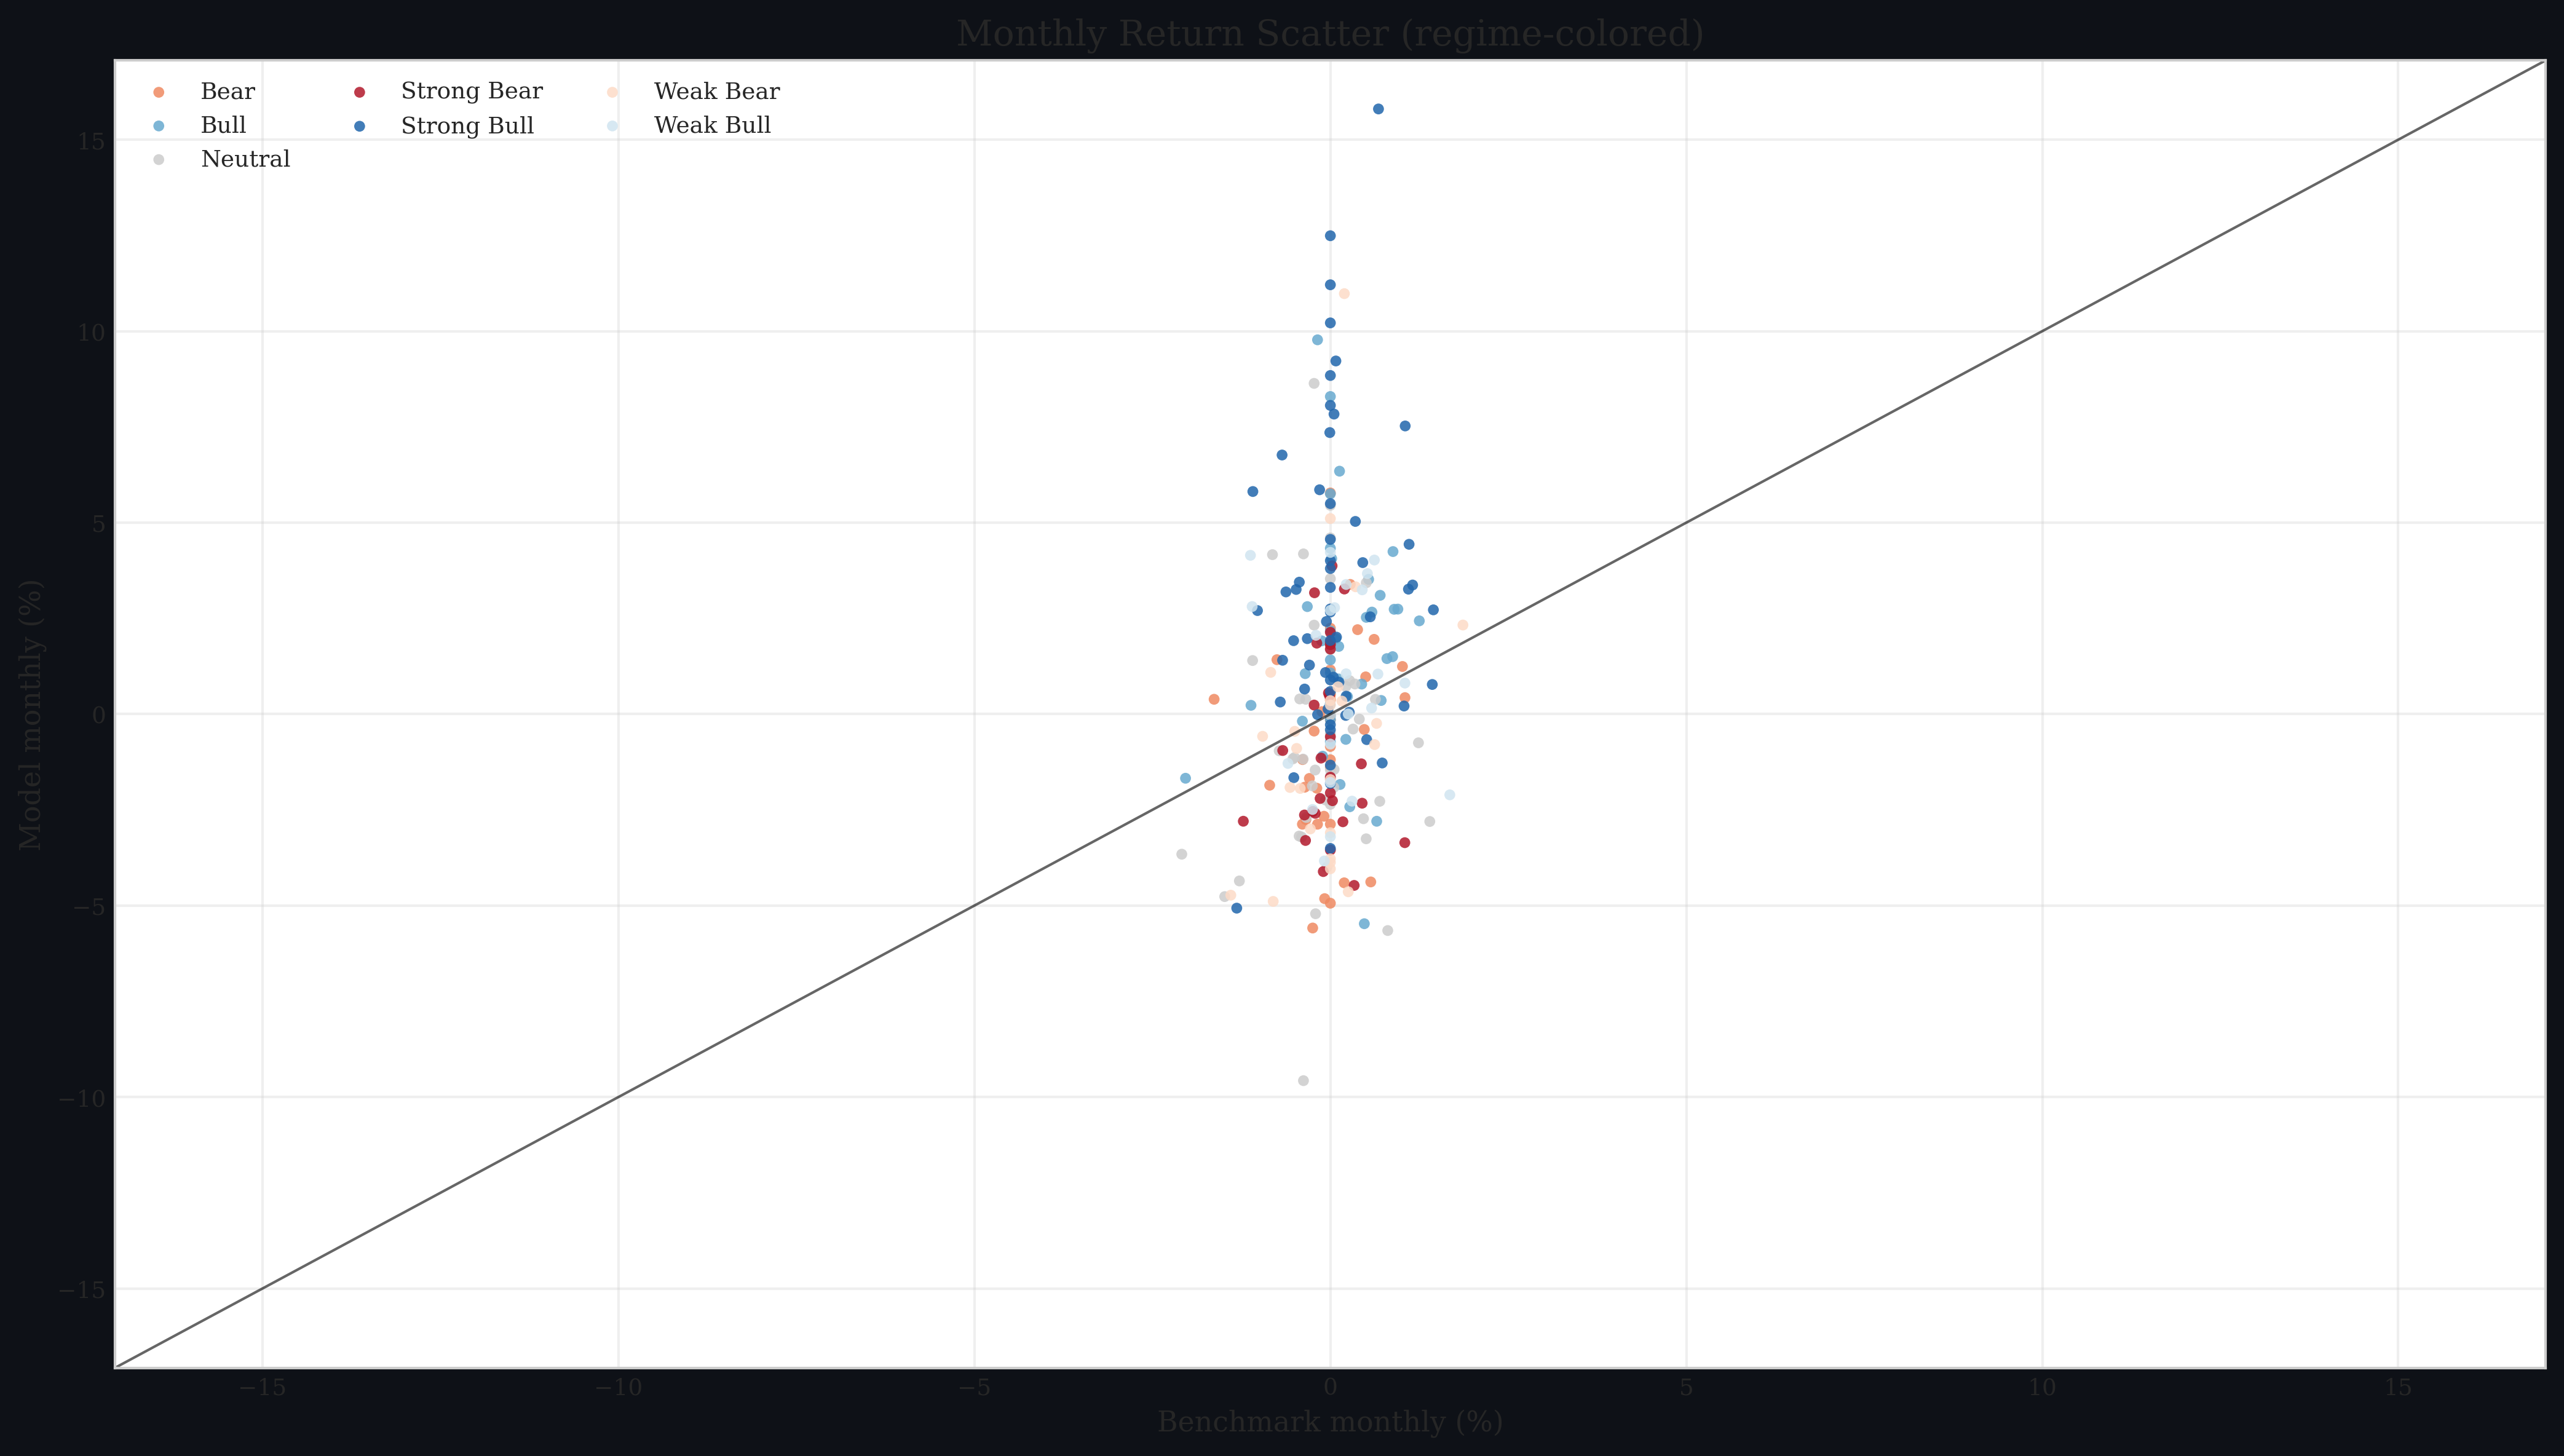 Monthly Return Scatter (regime-colored)
Bear
Bull
Neutral
Strong Bear
Strong Bull
Weak Bear
Weak Bull
Model monthly (%)
15
10
5
0
−5
−10
−15
−15
−10
−5
0
5
10
15
Benchmark monthly (%)